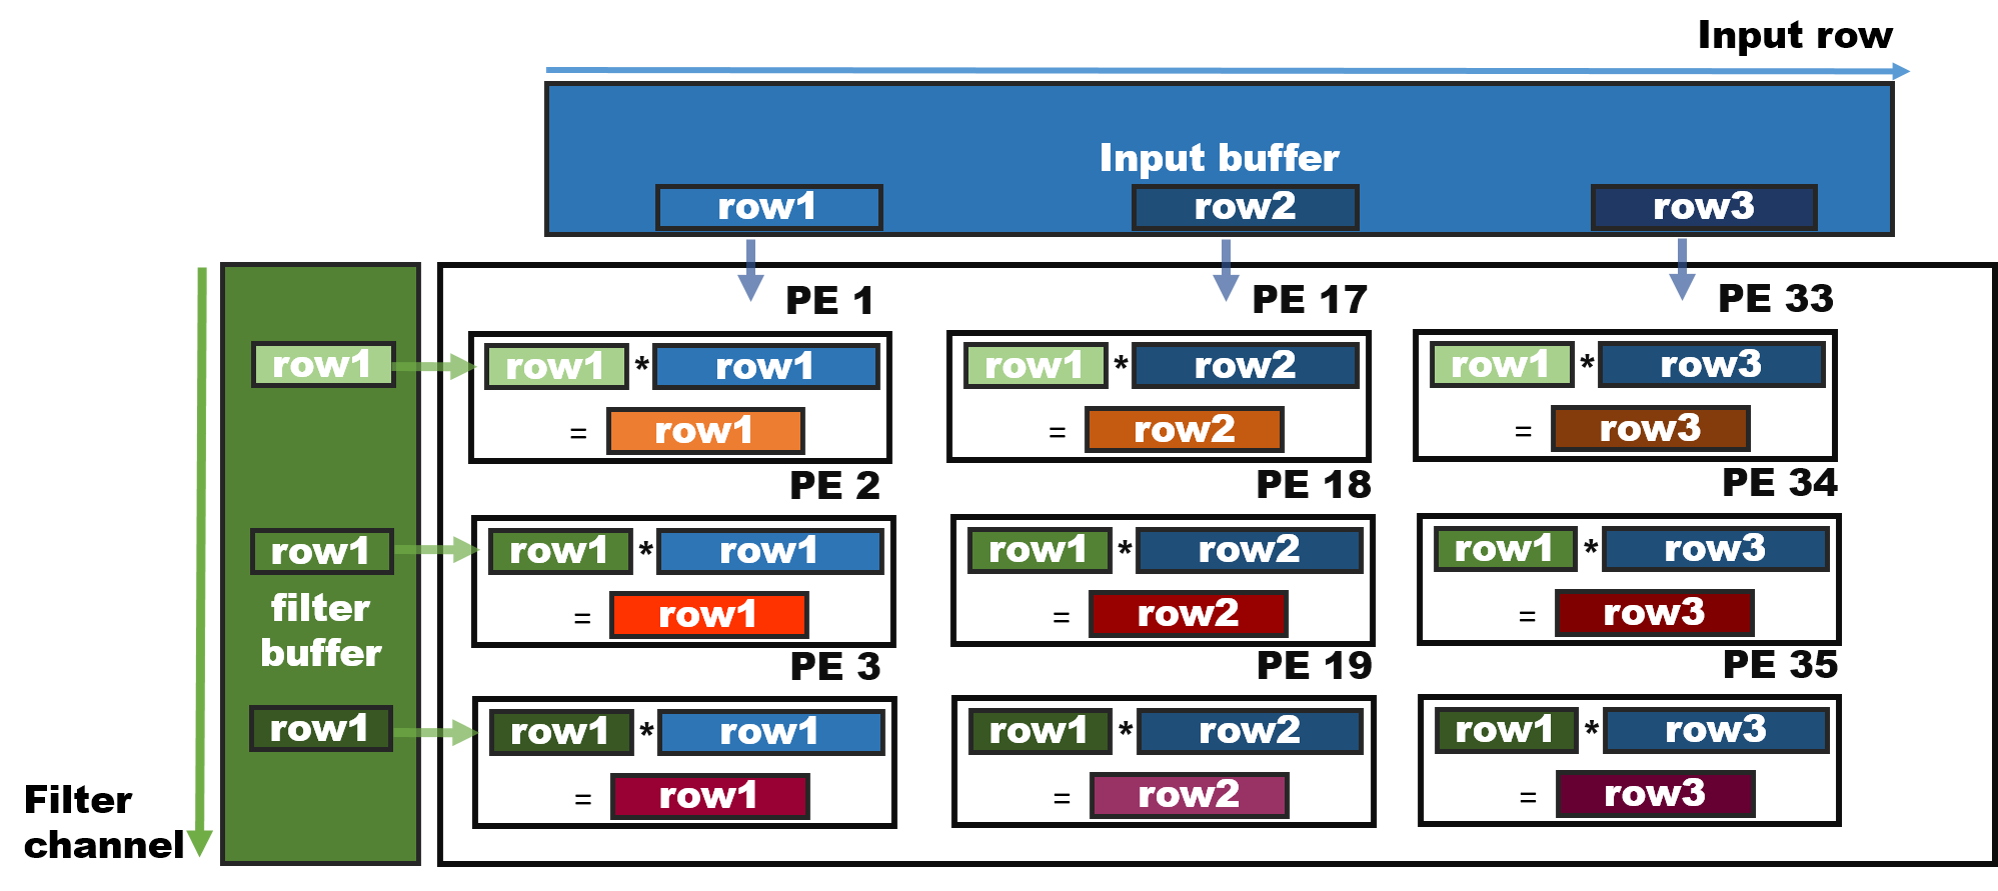 Input row
Input buffer
row1 row2 row3
PE 1 PE 17 PE 33
row1 row1 * row1 row1 * row2 row1 * row3
= row1 = row2 = row3
PE 2 PE 18 PE 34
row1 row1 * row1 row1 * row2 row1 * row3
= row1 = row2 = row3
filter
buffer
PE 3 PE 19 PE 35
row1 row1 * row1 row1 * row2 row1 * row3
= row1 = row2 = row3
Filter
channel